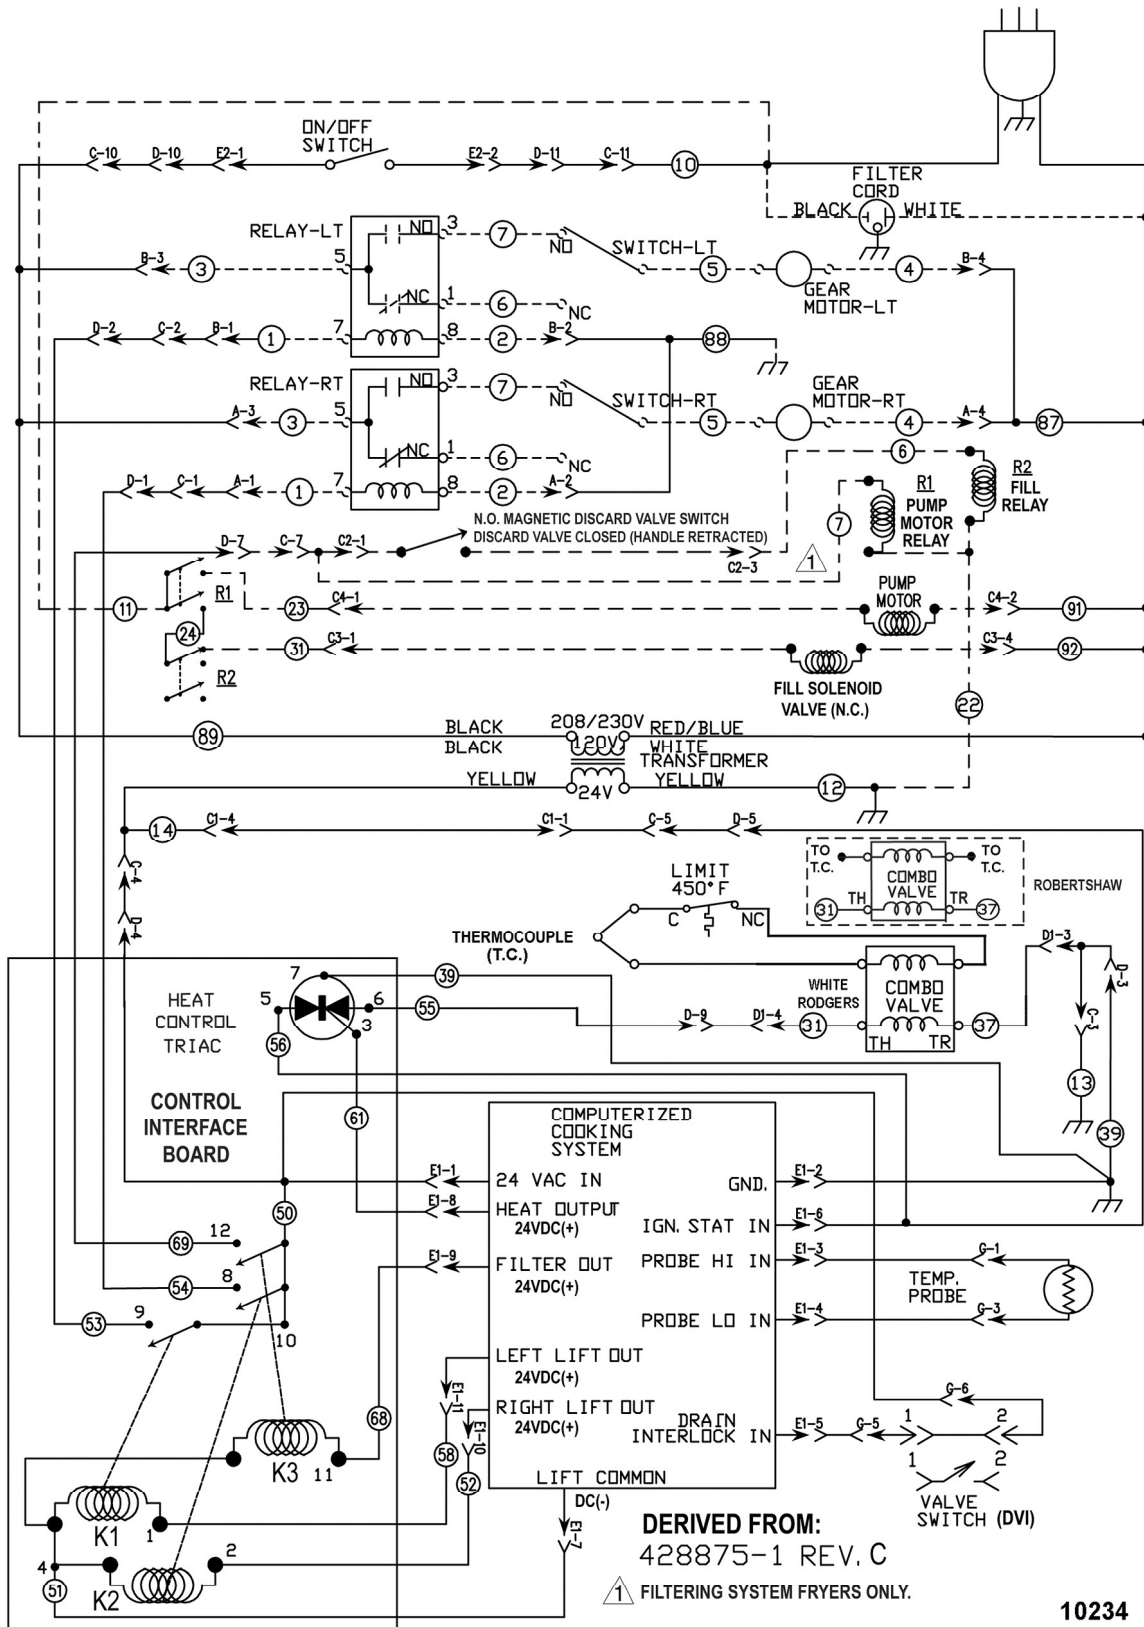 ON/OFF
SWITCH
C-10 D-10 E2-1 E2-2 D-11 C-11 10
FILTER
CORD
BLACK WHITE
RELAY-LT NO 3 7 NO SWITCH-LT
B-3 3 5 5 4 B-4
GEAR
MOTOR-LT
NC 1 6 NC
D-2 C-2 B-1 1 7 8 2 B-2 88
RELAY-RT NO 3 7 NO SWITCH-RT
GEAR
MOTOR-RT
A-3 3 5 5 4 A-4 87
NC 1 6 NC
6
D-1 C-1 A-1 1 7 8 2 A-2
R2
FILL
RELAY
R1
PUMP
MOTOR
RELAY
7
N.O. MAGNETIC DISCARD VALVE SWITCH
DISCARD VALVE CLOSED (HANDLE RETRACTED)
D-7 C-7 C2-1 C2-3 1
PUMP
MOTOR
11 R1 23 C4-1 C4-2 91
24 31 C3-1 C3-4 92
R2
FILL SOLENOID
VALVE (N.C.)
22
89 BLACK 208/230V RED/BLUE
BLACK 120V WHITE
TRANSFORMER
YELLOW 24V YELLOW 12
14 C1-4 C1-1 C-5 D-5
C-4
D-4
TO
T.C.
TO
T.C.
COMBO
VALVE
TH TR
31 37
ROBERTSHAW
LIMIT
450°F
C NC
THERMOCOUPLE
(T.C.)
D1-3
D-3
C-3
13
39
WHITE
RODGERS
COMBO
VALVE
D-9 D1-4 31 TH TR 37
HEAT
CONTROL
TRIAC
7 39
5 6 55
3
56
61
CONTROL
INTERFACE
BOARD
COMPUTERIZED
COOKING
SYSTEM
E1-1 24 VAC IN GND. E1-2
E1-8 HEAT OUTPUT
24VDC(+)
IGN. STAT IN E1-6
E1-9 FILTER OUT
24VDC(+)
PROBE HI IN E1-3 G-1
TEMP.
PROBE
PROBE LO IN E1-4 G-3
50
69 12
54 8
53 9 10
LEFT LIFT OUT
24VDC(+)
E1-11
RIGHT LIFT OUT
24VDC(+)
E1-10
DRAIN
INTERLOCK IN E1-5 G-5 1 2
G-6
68
58
52
K3 11
LIFT COMMON
DC(-)
E1-7
1 2
VALVE
SWITCH (DVI)
K1 1
4 2
51 K2
DERIVED FROM:
428875-1 REV. C
1 FILTERING SYSTEM FRYERS ONLY.
10234